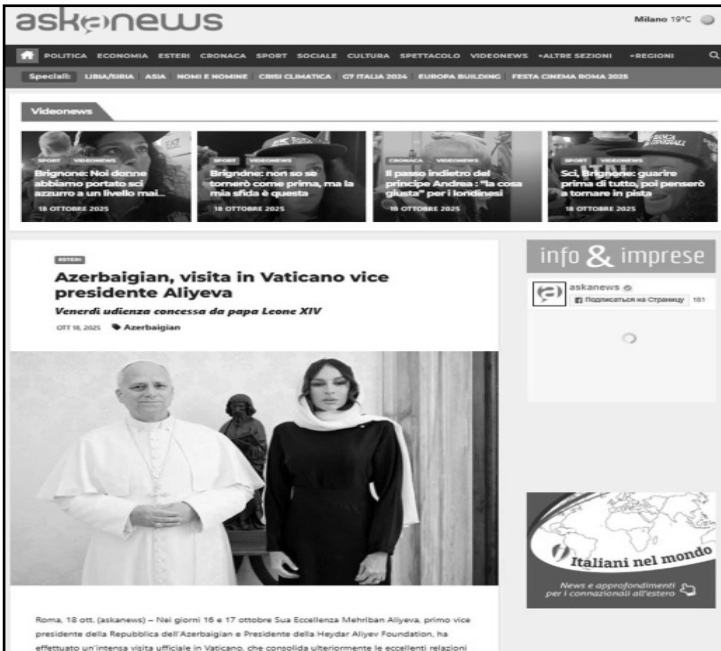 askanews
Milano 19°C
POLITICA ECONOMIA ESTERI CRONACA SPORT SOCIALE CULTURA SPETTACOLO VIDEONEWS +ALTRE SEZIONI +REGIONI
Speciali: LIBIA/SIRIA ASIA NOMI E NOMINE CRISI CLIMATICA G7 ITALIA 2024 EUROPA BUILDING FESTA CINEMA ROMA 2025
Videonews
SPORT VIDEONEWS
Brignone: Noi donne
abbiamo portato sci
azzurro a un livello mai...
18 OTTOBRE 2025
SPORT VIDEONEWS
Brignone: non so se
tornerò come prima, ma la
mia sfida è questa
18 OTTOBRE 2025
CRONACA VIDEONEWS
Il passo indietro del
principe Andrea : "la cosa
giusta" per i londinesi
18 OTTOBRE 2025
SPORT VIDEONEWS
Sci, Brignone: guarire
prima di tutto, poi penserò
a tornare in pista
18 OTTOBRE 2025
ESTERI
Azerbaigian, visita in Vaticano vice
presidente Aliyeva
Venerdì udienza concessa da papa Leone XIV
OTT 18, 2025 Azerbaigian
Roma, 18 ott. (askanews) – Nei giorni 16 e 17 ottobre Sua Eccellenza Mehriban Aliyeva, primo vice
presidente della Repubblica dell'Azerbaigian e Presidente della Heydar Aliyev Foundation, ha
effettuato un'intensa visita ufficiale in Vaticano, che consolida ulteriormente le eccellenti relazioni
info & imprese
askanews
Подписаться на Страницу 181
Italiani nel mondo
News e approfondimenti
per i connazionali all'estero